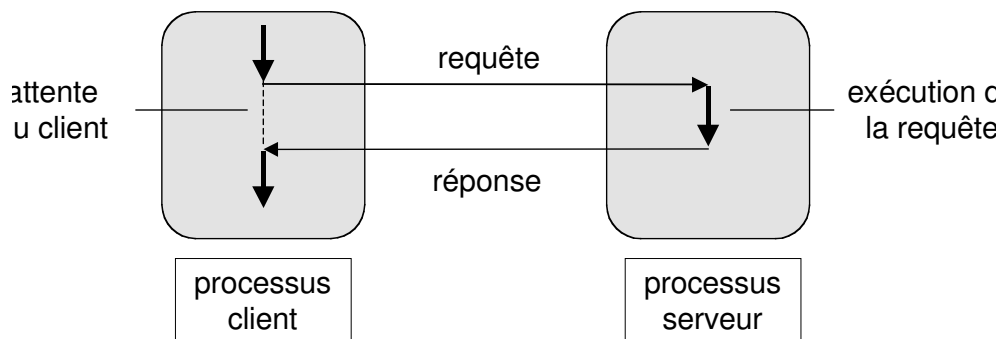 requête
attente
u client
exécution d
la requête
réponse
processus
client
processus
serveur